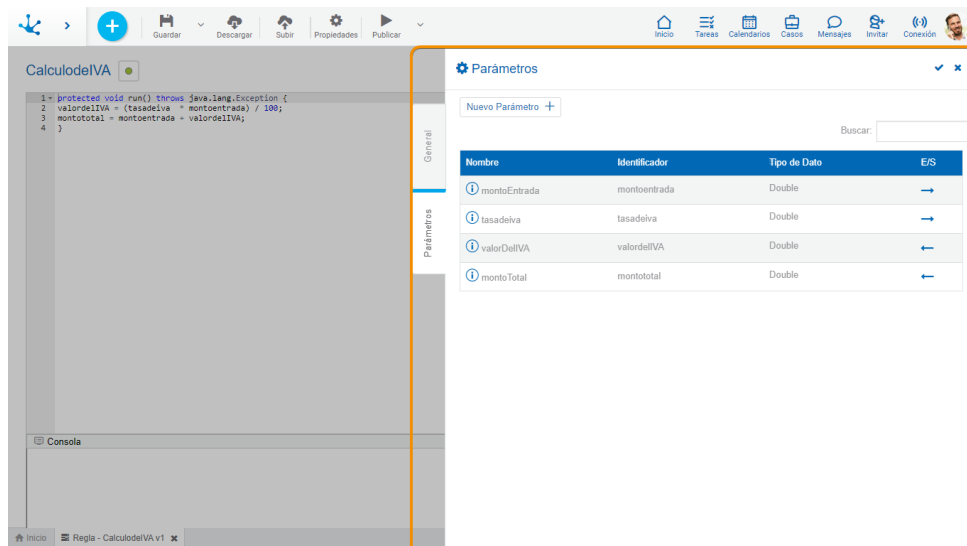 Guardar
Descargar
Subir
Propiedades
Publicar
Inicio
Tareas
Calendarios
Casos
Mensajes
Invitar
Conexión
CalculodeIVA
1 protected void run() throws java.lang.Exception {
2 valordelIVA = (tasadeiva * montoentrada) / 100;
3 montototal = montoentrada + valordelIVA;
4 }
Consola
Inicio
Regla - CalculodeIVA v1
General
Parámetros
Parámetros
Nuevo Parámetro
Buscar:
Nombre Identificador Tipo de Dato E/S
montoEntrada montoentrada Double
tasadeiva tasadeiva Double
valorDelIVA valordelIVA Double
montoTotal montototal Double